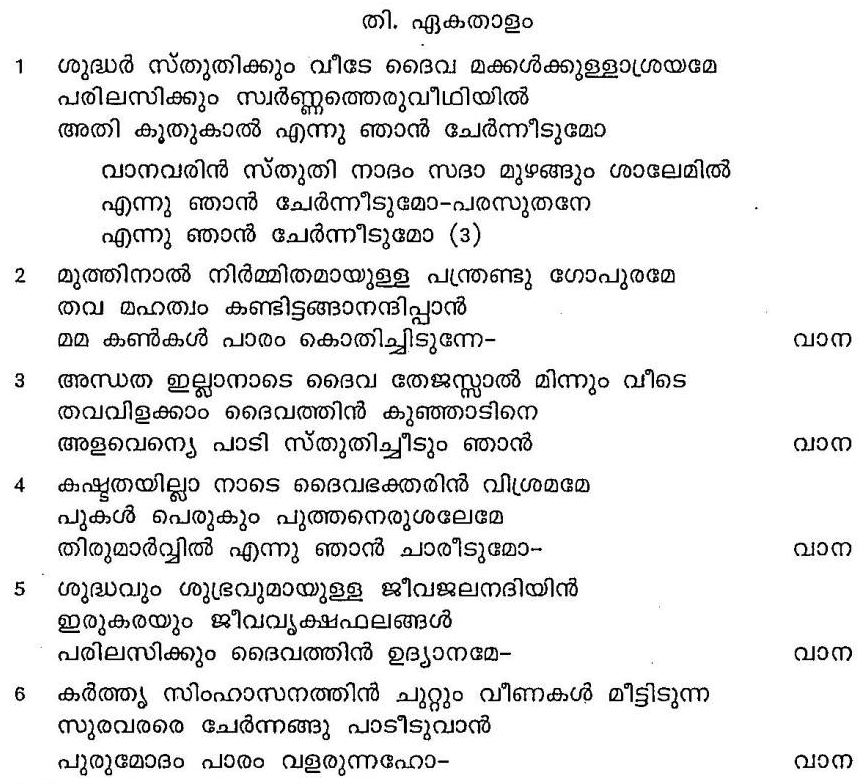 തി. ഏകതാളം
1 ശുദ്ധർ സ്തുതിക്കും വീടേ ദൈവ മക്കൾക്കുള്ളാശ്രയമേ
പരിലസിക്കും സ്വർണ്ണത്തെരുവീഥിയിൽ
അതി കൂതുകാൽ എന്നു ഞാൻ ചേർന്നീടുമോ
വാനവരിൻ സ്തുതി നാദം സദാ മുഴങ്ങും ശാലേമിൽ
എന്നു ഞാൻ ചേർന്നീടുമോ-പരസുതനേ
എന്നു ഞാൻ ചേർന്നീടുമോ (3)
2 മുത്തിനാൽ നിർമ്മിതമായുള്ള പന്ത്രണ്ടു ഗോപുരമേ
തവ മഹത്വം കണ്ടിട്ടങ്ങാനന്ദിപ്പാൻ
മമ കൺകൾ പാരം കൊതിച്ചിടുന്നേ- വാന
3 അന്ധത ഇല്ലാനാടെ ദൈവ തേജസ്സാൽ മിന്നും വീടെ
തവവിളക്കാം ദൈവത്തിൻ കുഞ്ഞാടിനെ
അളവെന്യെ പാടി സ്തുതിച്ചീടും ഞാൻ വാന
4 കഷ്ടതയില്ലാ നാടെ ദൈവഭക്തരിൻ വിശ്രമമേ
പുകൾ പെരുകും പുത്തനെരുശലേമേ
തിരുമാർവ്വിൽ എന്നു ഞാൻ ചാരീടുമോ- വാന
5 ശുദ്ധവും ശുഭ്രവുമായുള്ള ജീവജലനദിയിൻ
ഇരുകരയും ജീവവൃക്ഷഫലങ്ങൾ
പരിലസിക്കും ദൈവത്തിൻ ഉദ്യാനമേ- വാന
6 കർത്തൃ സിംഹാസനത്തിൻ ചുറ്റും വീണകൾ മീട്ടിടുന്ന
സുരവരരെ ചേർന്നങ്ങു പാടീടുവാൻ
പുരുമോദം പാരം വളരുന്നഹോ- വാന